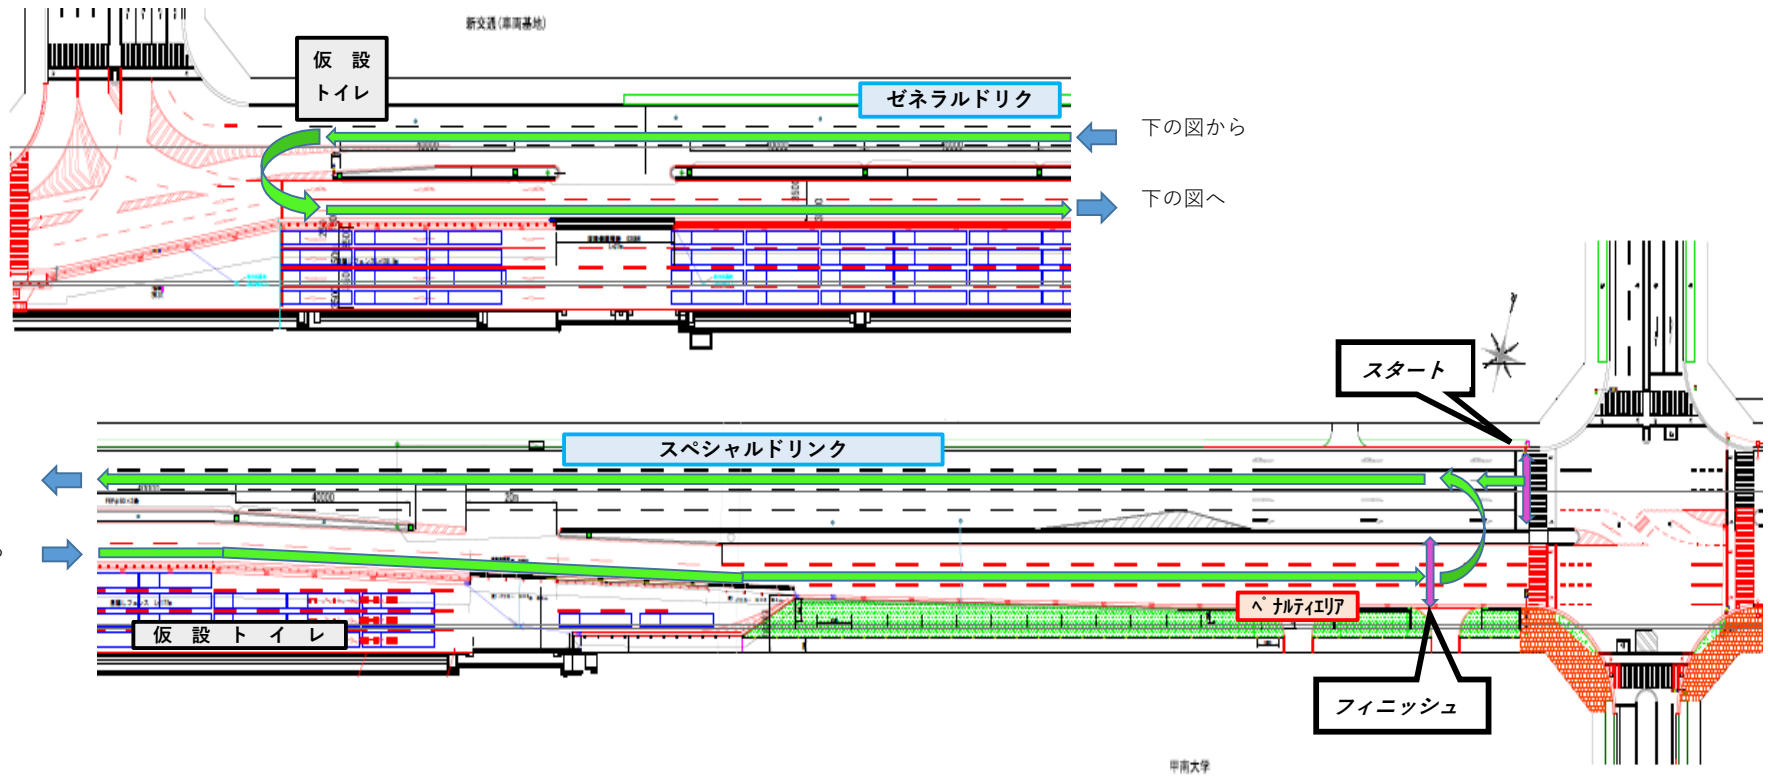 新交通(車両基地)
仮 設
トイレ
ゼネラルドリク
下の図から
下の図へ
スタート
スペシャルドリンク
40000
20m
ペナルティエリア
仮 設 ト イ レ
フィニッシュ
甲南大学